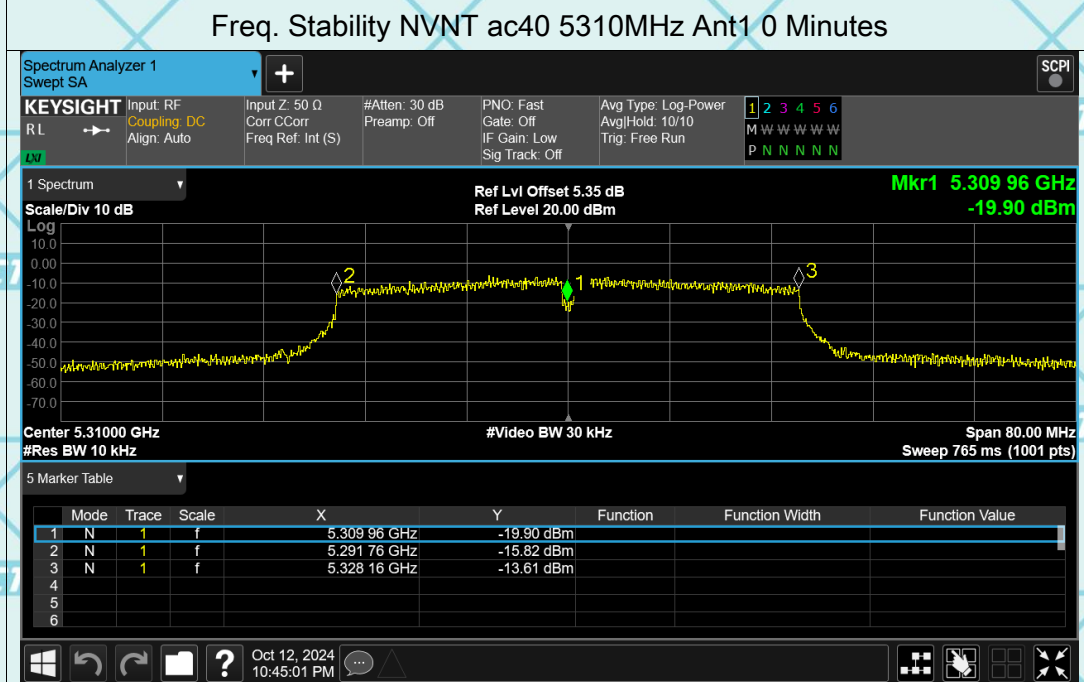 Freq. Stability NVNT ac40 5310MHz Ant1 0 Minutes
Spectrum Analyzer 1
Swept SA
+
SCPI
KEYSIGHT Input: RF Input Z: 50 Ω #Atten: 30 dB PNO: Fast Avg Type: Log-Power 1 2 3 4 5 6
R L Coupling: DC Corr CCorr Preamp: Off Gate: Off Avg|Hold: 10/10 M W W W W W
Align: Auto Freq Ref: Int (S) IF Gain: Low Trig: Free Run P N N N N N
LXI Sig Track: Off
1 Spectrum Ref Lvl Offset 5.35 dB Mkr1 5.309 96 GHz
Scale/Div 10 dB Ref Level 20.00 dBm -19.90 dBm
Log
10.0
0.00
-10.0
-20.0
-30.0
-40.0
-50.0
-60.0
-70.0
2 1 3
Center 5.31000 GHz #Video BW 30 kHz Span 80.00 MHz
#Res BW 10 kHz Sweep 765 ms (1001 pts)
5 Marker Table
Mode Trace Scale X Y Function Function Width Function Value
1 N 1 f 5.309 96 GHz -19.90 dBm
2 N 1 f 5.291 76 GHz -15.82 dBm
3 N 1 f 5.328 16 GHz -13.61 dBm
4
5
6
? Oct 12, 2024
10:45:01 PM